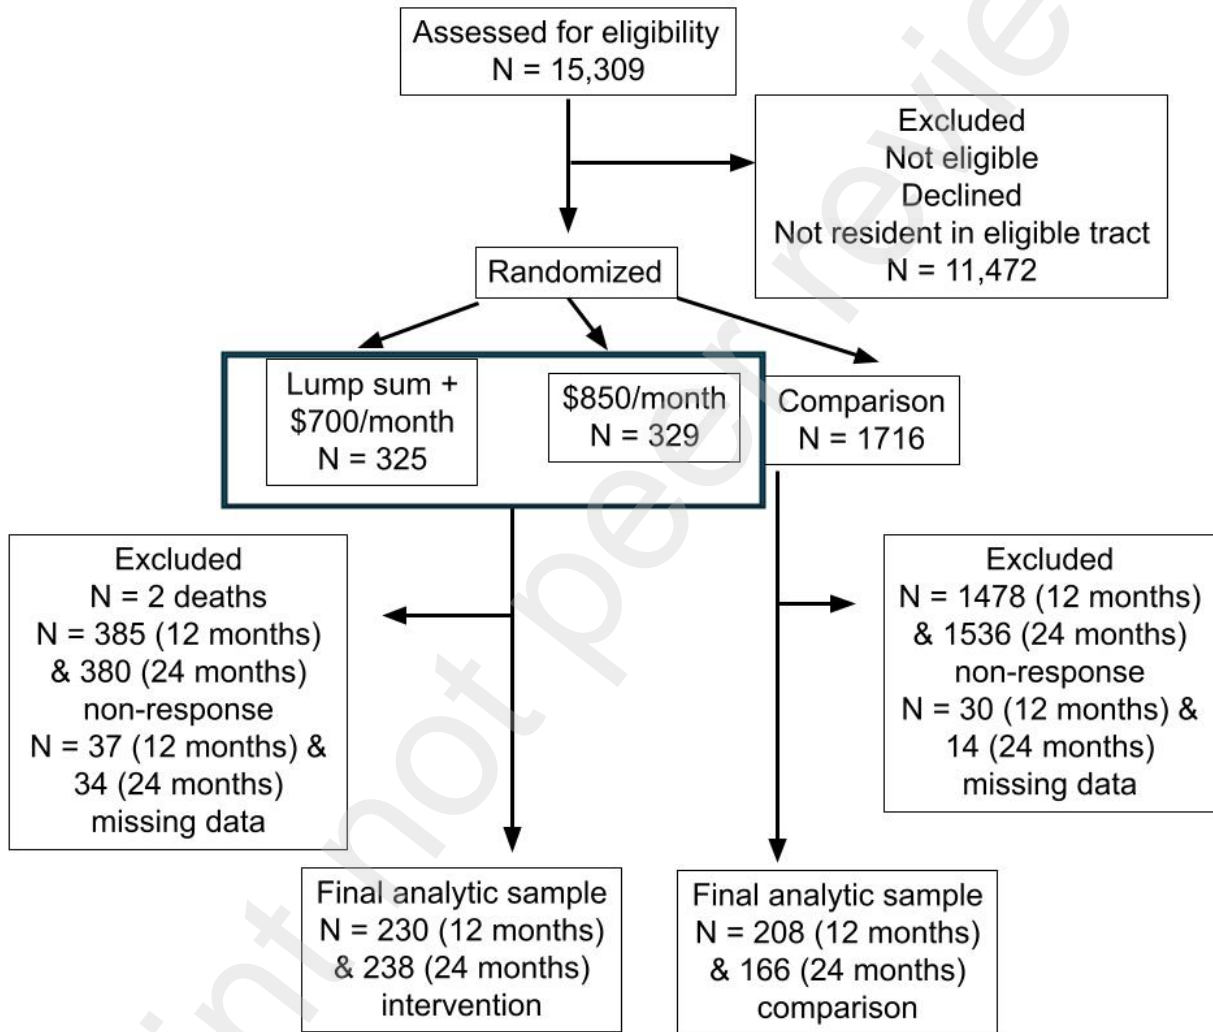 Assessed for eligibility
N = 15,309
Excluded
Not eligible
Declined
Not resident in eligible tract
N = 11,472
Randomized
Lump sum +
$700/month
N = 325
$850/month
N = 329
Comparison
N = 1716
Excluded
N = 2 deaths
N = 385 (12 months)
& 380 (24 months)
non-response
N = 37 (12 months) &
34 (24 months)
missing data
Excluded
N = 1478 (12 months)
& 1536 (24 months)
non-response
N = 30 (12 months) &
14 (24 months)
missing data
Final analytic sample
N = 230 (12 months)
& 238 (24 months)
intervention
Final analytic sample
N = 208 (12 months)
& 166 (24 months)
comparison
not peer